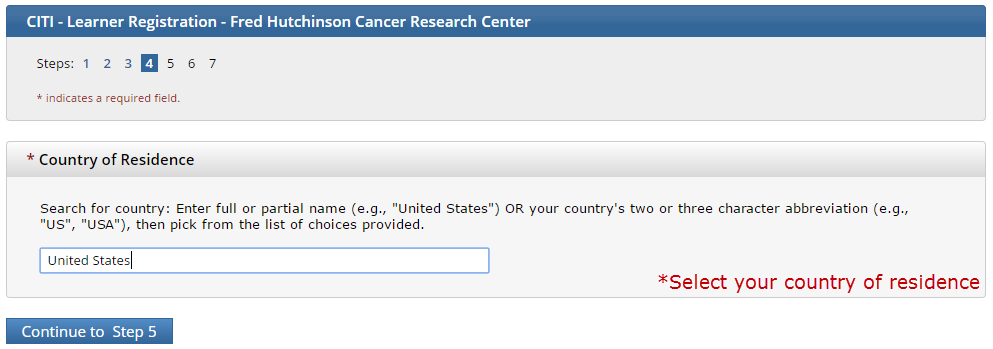 CITI - Learner Registration - Fred Hutchinson Cancer Research Center
Steps: 1 2 3 4 5 6 7
* indicates a required field.
* Country of Residence
Search for country: Enter full or partial name (e.g., "United States") OR your country's two or three character abbreviation (e.g.,
"US", "USA"), then pick from the list of choices provided.
United States
*Select your country of residence
Continue to Step 5